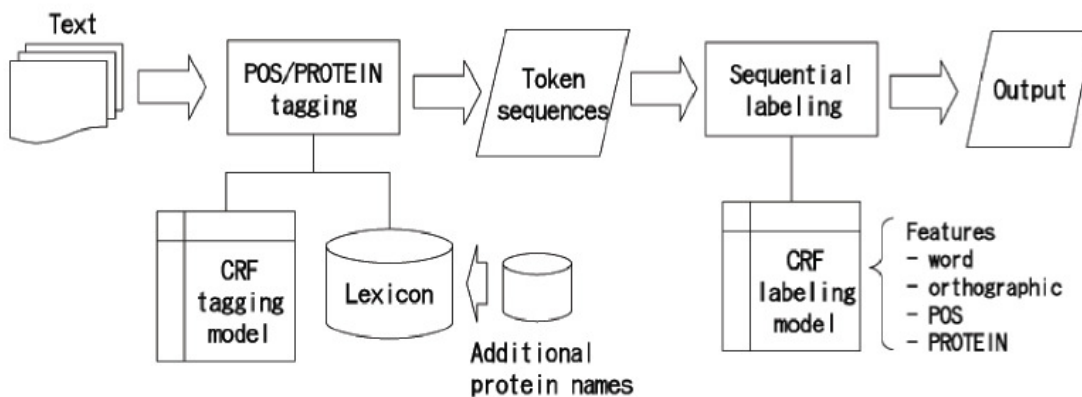 Text
POS/PROTEIN
tagging
Token
sequences
Sequential
labeling
Output
CRF
tagging
model
Lexicon
Additional
protein names
CRF
labeling
model
Features
- word
- orthographic
- POS
- PROTEIN